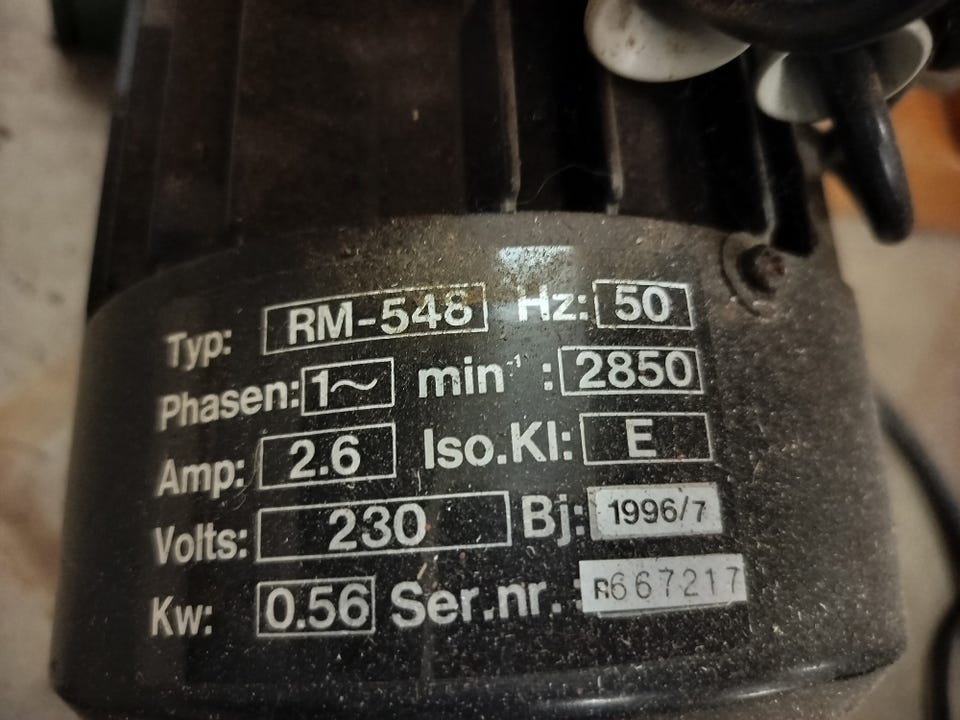 Typ: RM-548 Hz: 50
Phasen: 1~ min⁻¹ : 2850
Amp: 2.6 Iso.Kl: E
Volts: 230 Bj: 1996/7
Kw: 0.56 Ser.nr. : R667217